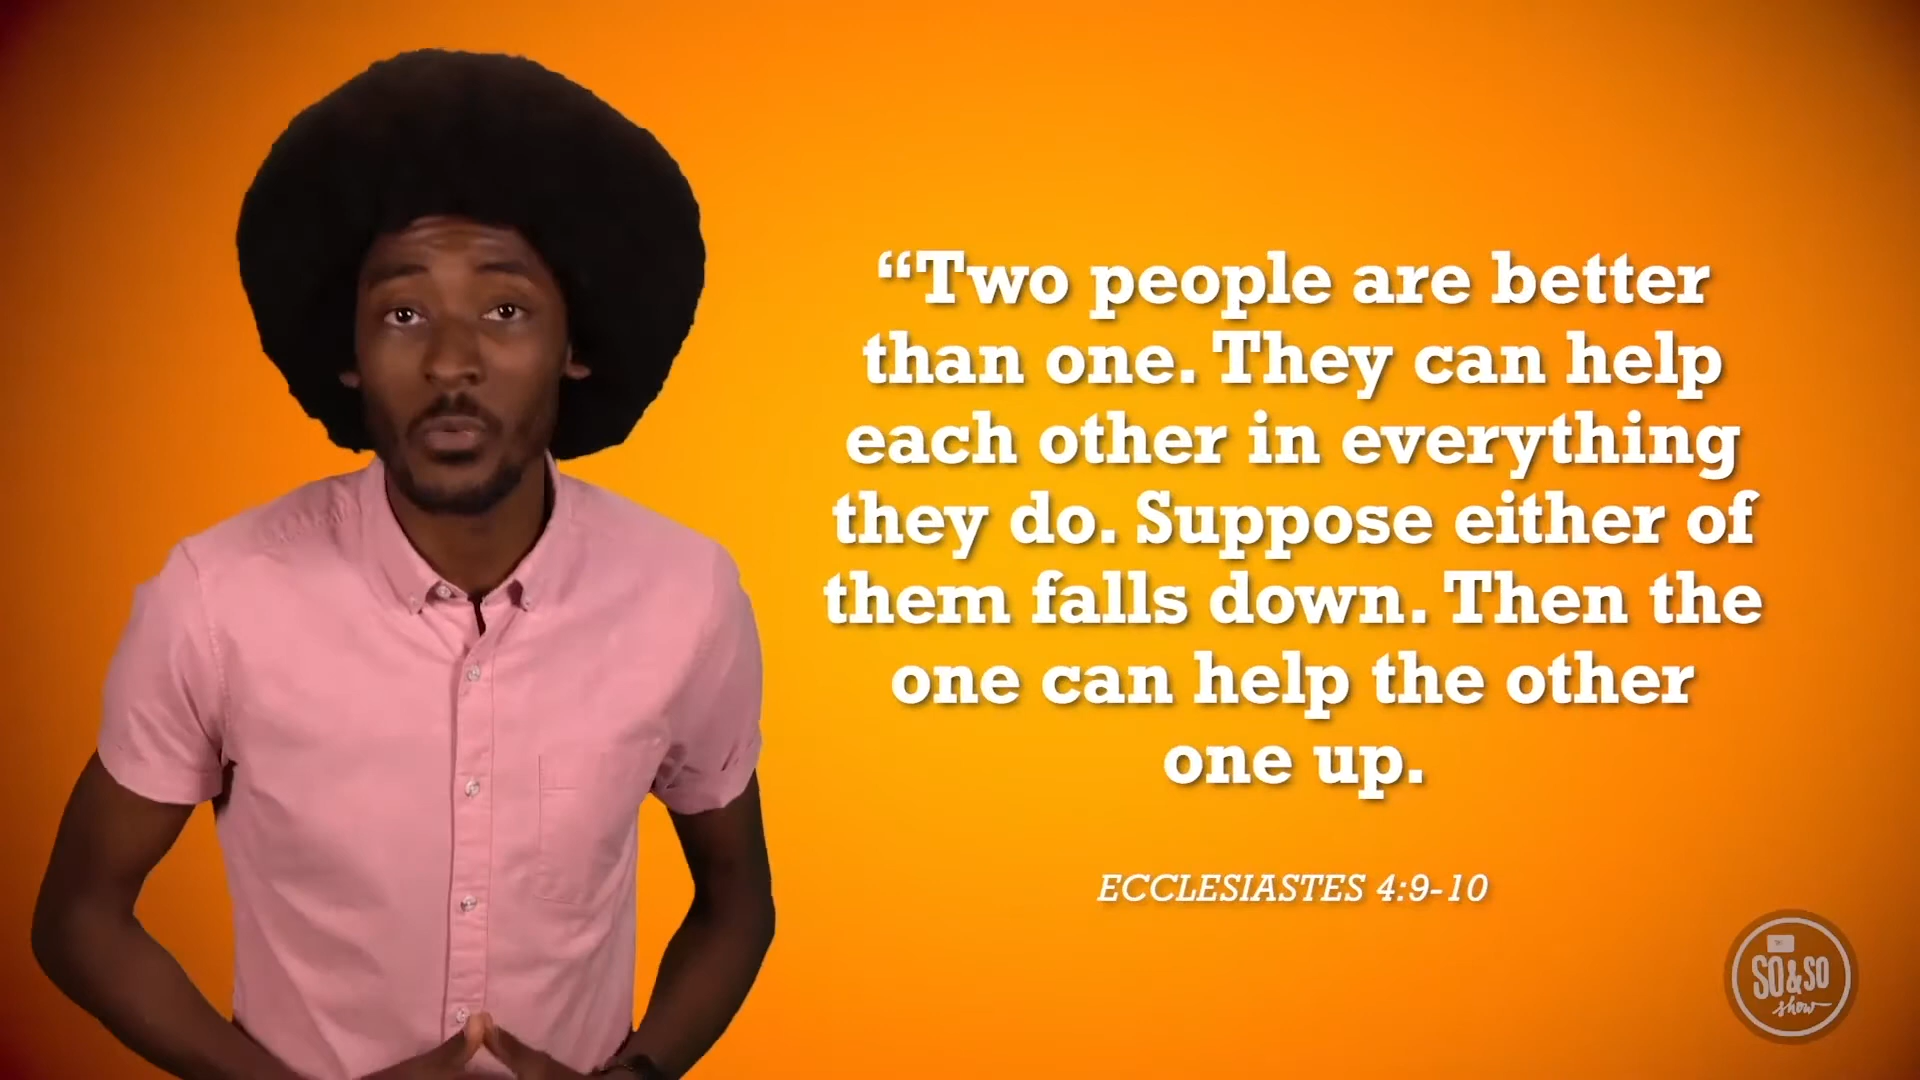 “Two people are better
than one. They can help
each other in everything
they do. Suppose either of
them falls down. Then the
one can help the other
one up.
ECCLESIASTES 4:9-10
SO & SO
show